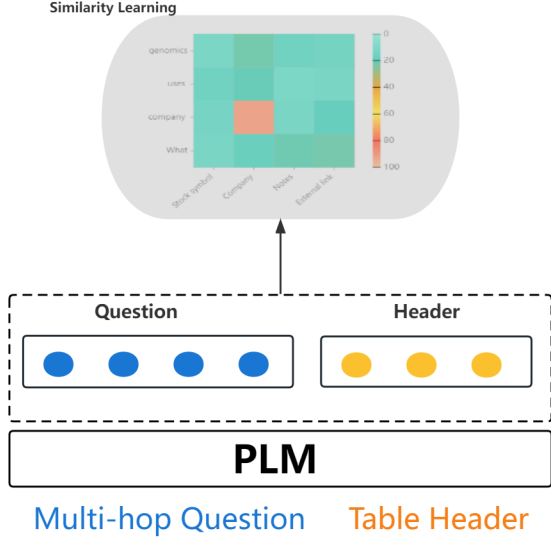 Similarity Learning
genomics
uses
company
What
Stock symbol
Company
Notes
External link
0
20
40
60
80
100
Question
Header
PLM
Multi-hop Question
Table Header